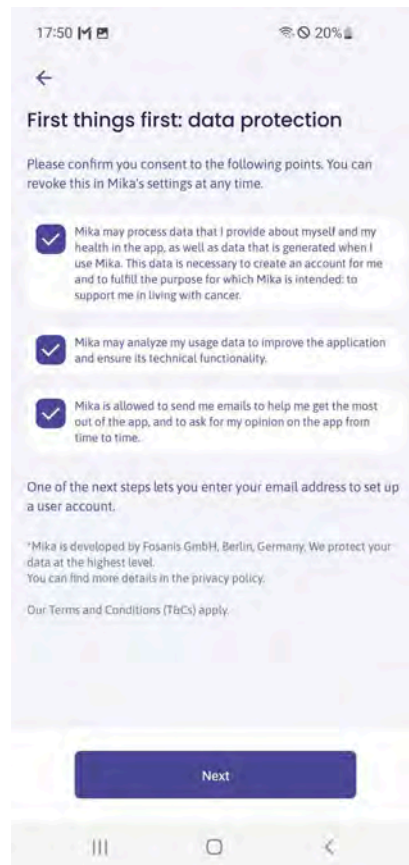 17:50 20%
First things first: data protection
Please confirm you consent to the following points. You can
revoke this in Mika's settings at any time.
Mika may process data that I provide about myself and my
health in the app, as well as data that is generated when I
use Mika. This data is necessary to create an account for me
and to fulfill the purpose for which Mika is intended: to
support me in living with cancer.
Mika may analyze my usage data to improve the application
and ensure its technical functionality.
Mika is allowed to send me emails to help me get the most
out of the app, and to ask for my opinion on the app from
time to time.
One of the next steps lets you enter your email address to set up
a user account.
*Mika is developed by Fosanis GmbH, Berlin, Germany. We protect your
data at the highest level.
You can find more details in the privacy policy.
Our Terms and Conditions (T&Cs) apply.
Next